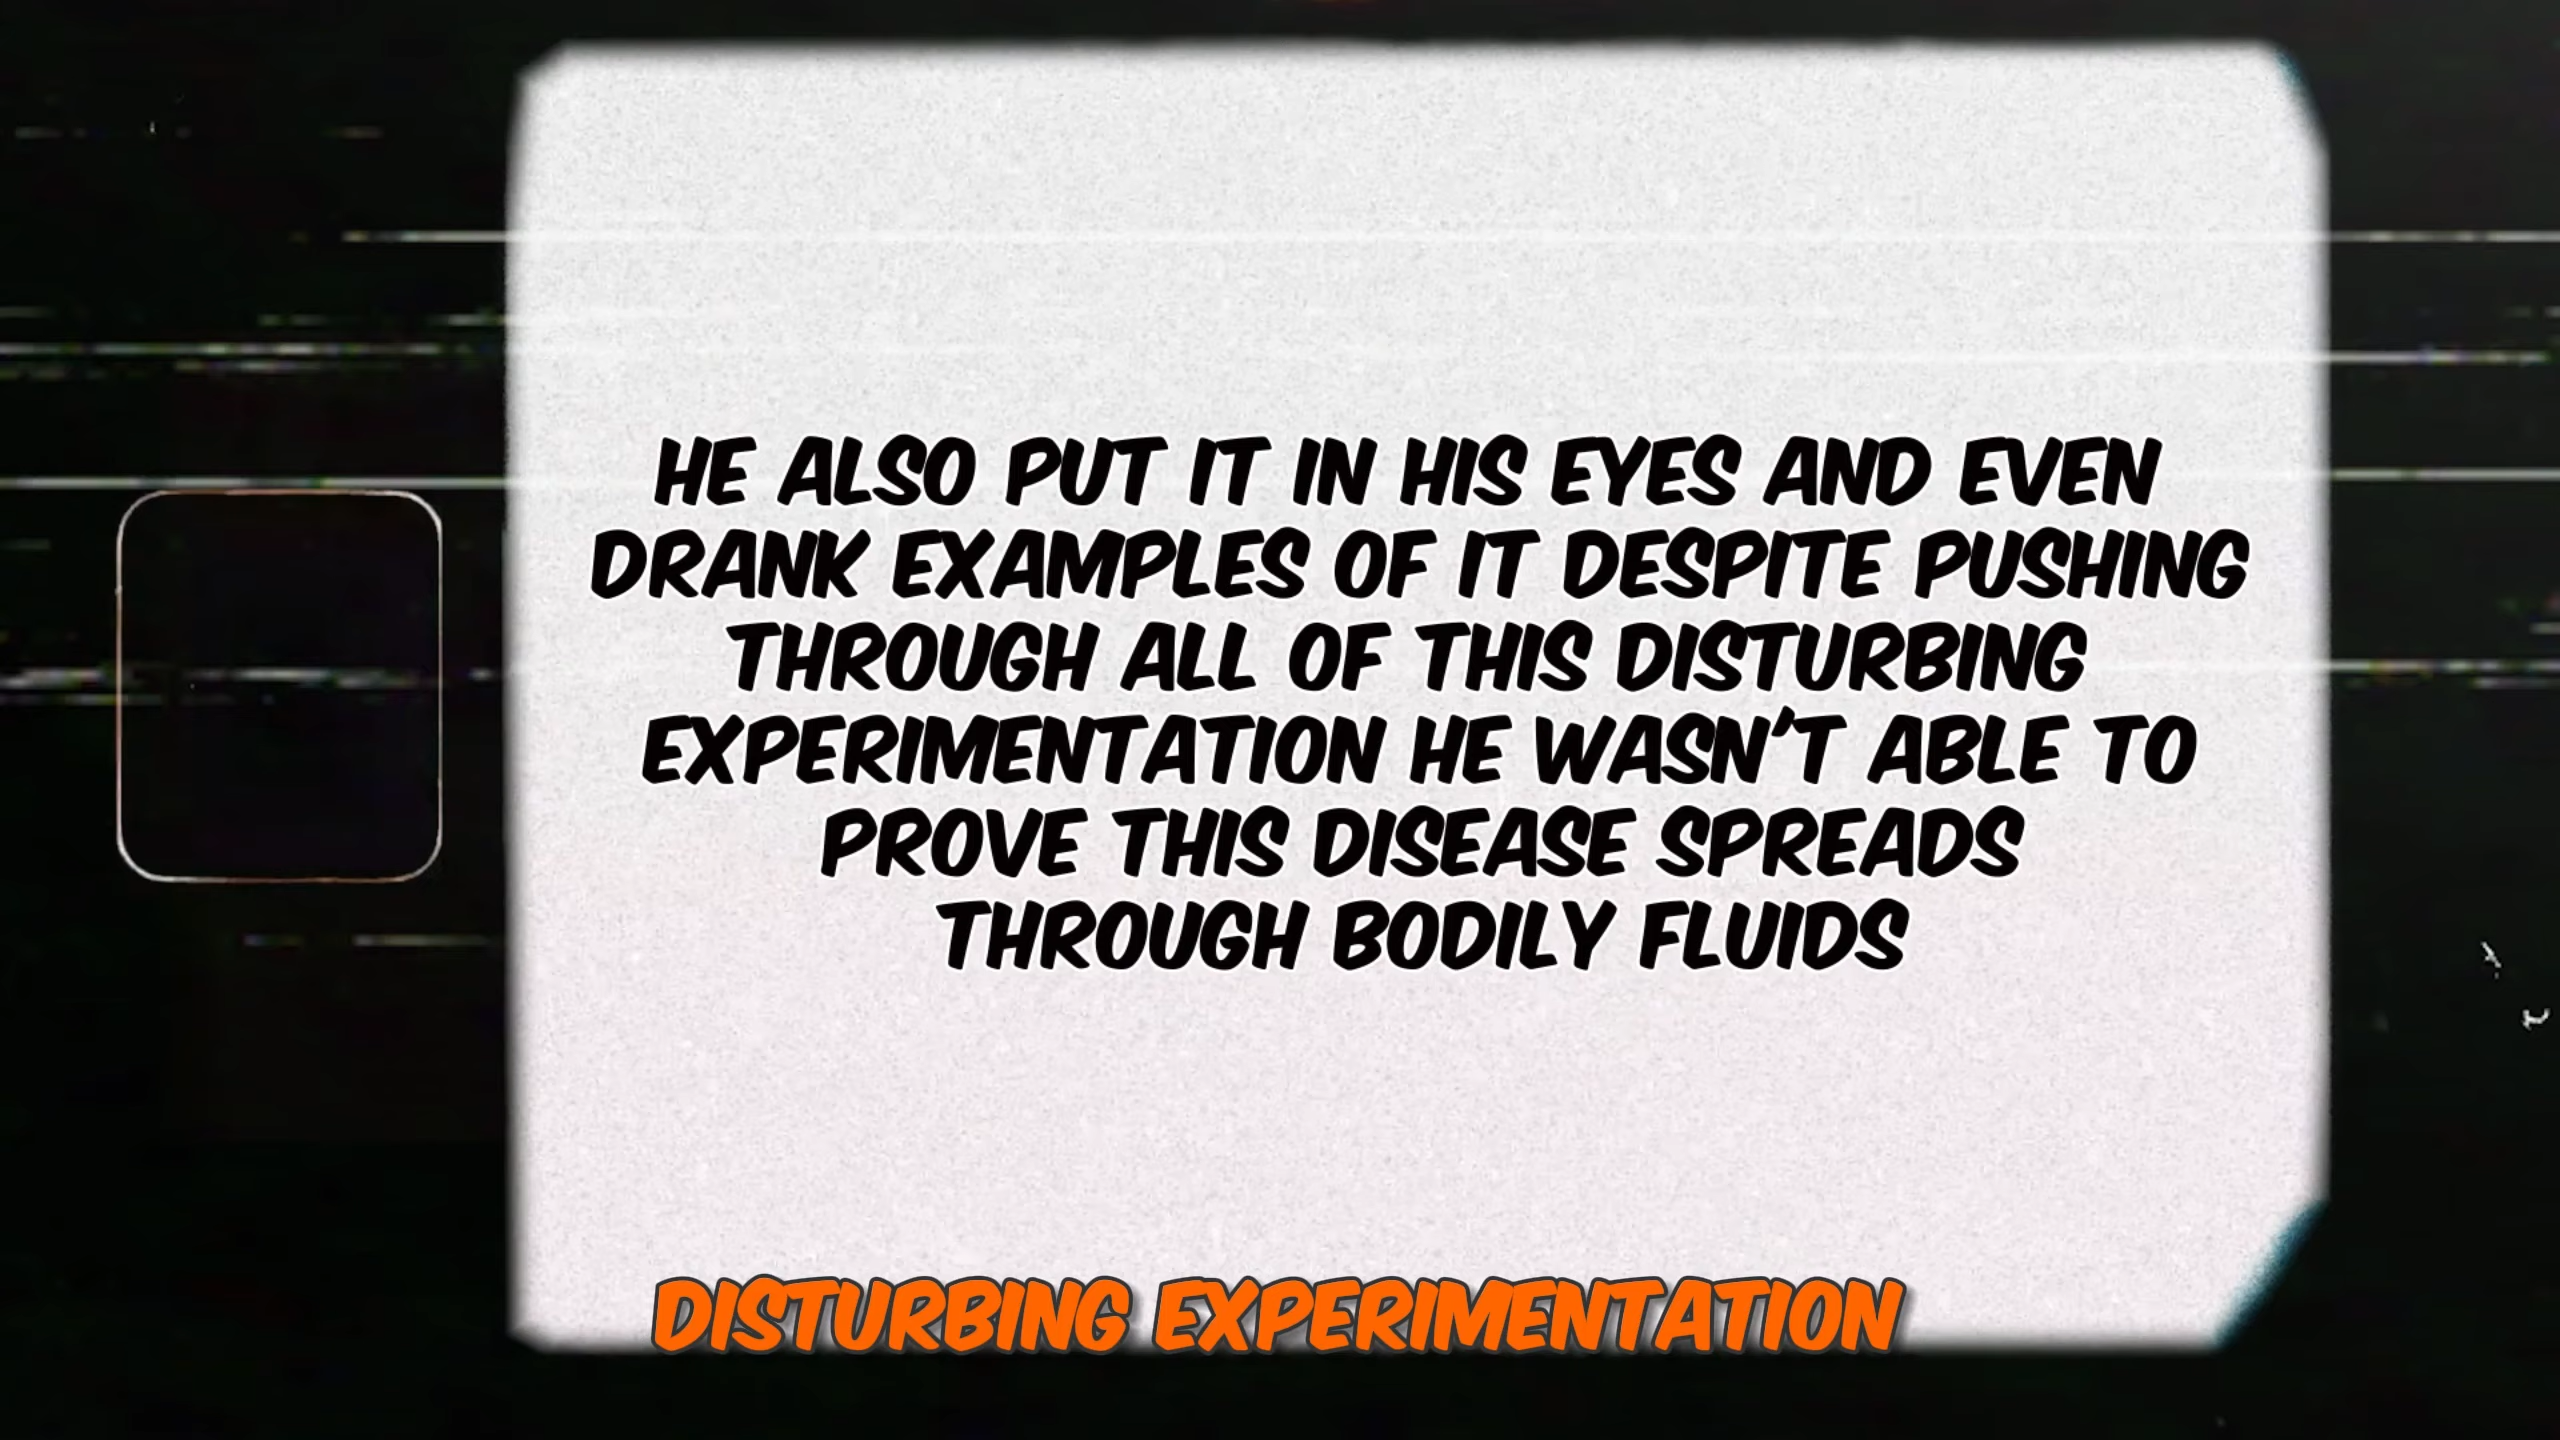 HE ALSO PUT IT IN HIS EYES AND EVEN
DRANK EXAMPLES OF IT DESPITE PUSHING
THROUGH ALL OF THIS DISTURBING
EXPERIMENTATION HE WASN'T ABLE TO
PROVE THIS DISEASE SPREADS
THROUGH BODILY FLUIDS
DISTURBING EXPERIMENTATION